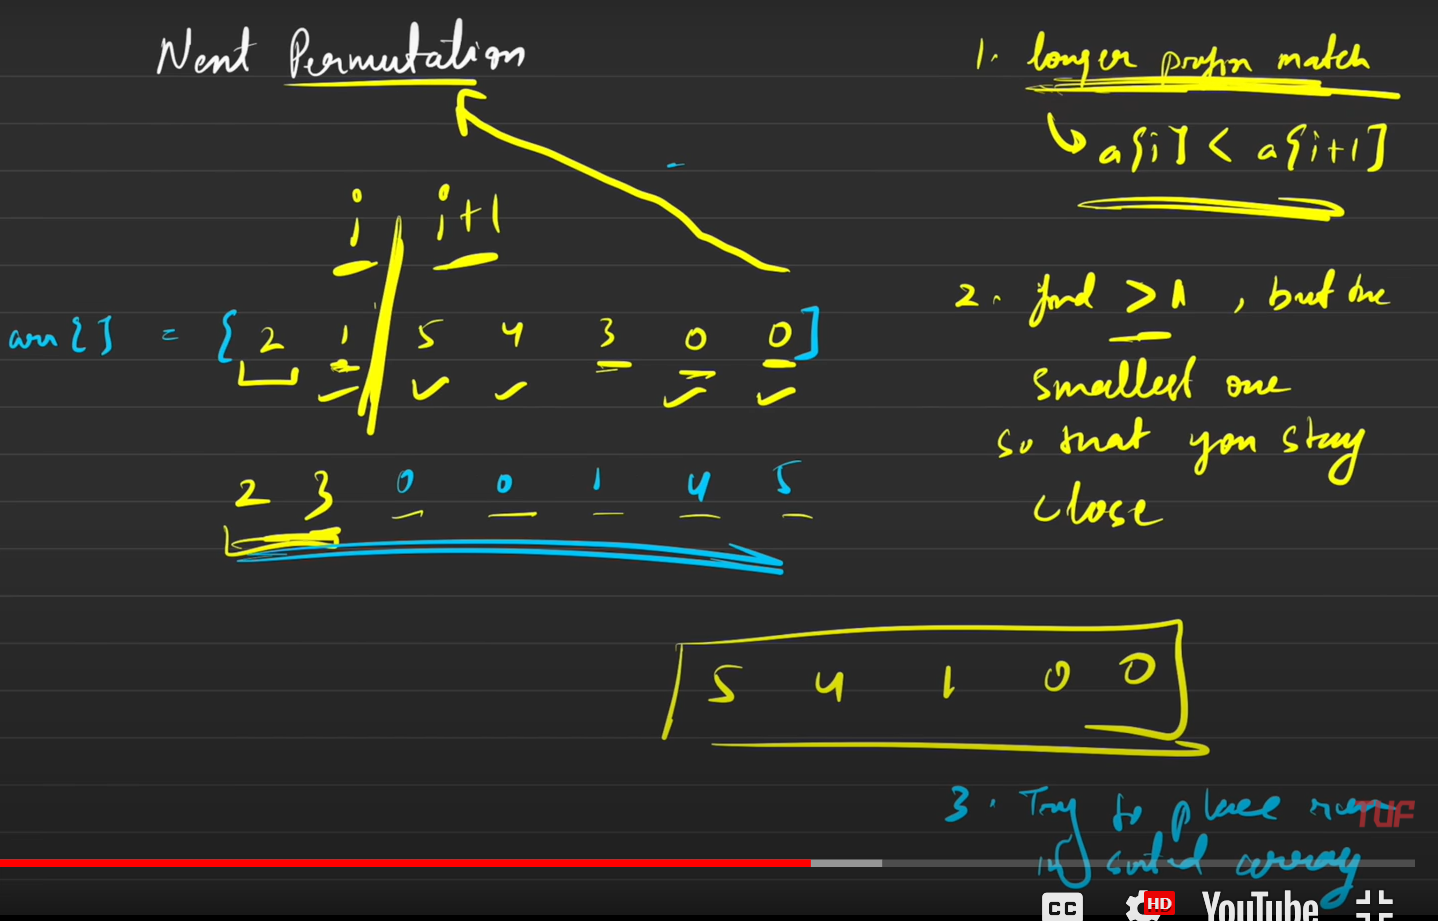 Next Permutation
1. longer prefix match
↳ a[i] < a[i+1]
i i+1
arr[] = {2 1 5 4 3 0 0]
2. find > 1, but the
smallest one
so that you stay
close
2 3 0 0 1 4 5
5 4 1 0 0
3. Try to place rem
in sorted array
TUF
CC HD YouTube